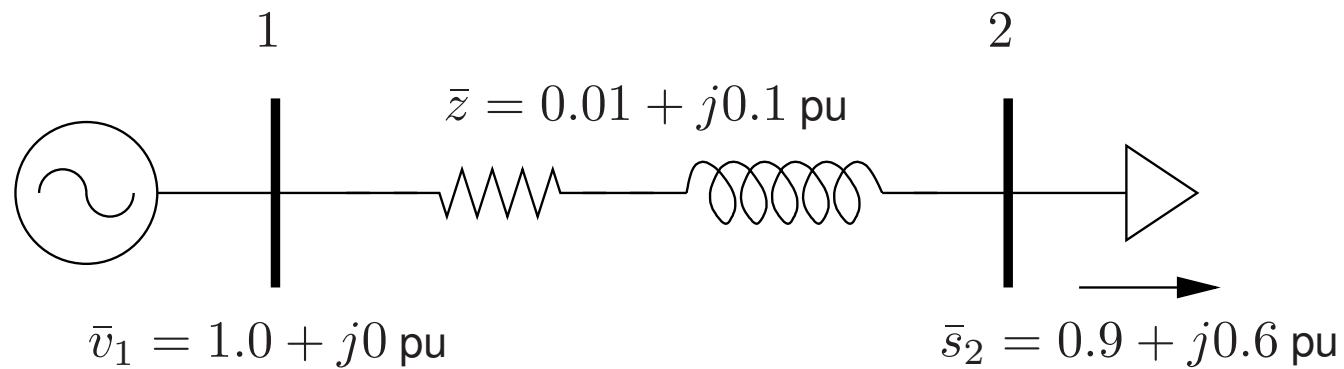 1
2
z̄ = 0.01 + j0.1 pu
v̄₁ = 1.0 + j0 pu
s̄₂ = 0.9 + j0.6 pu